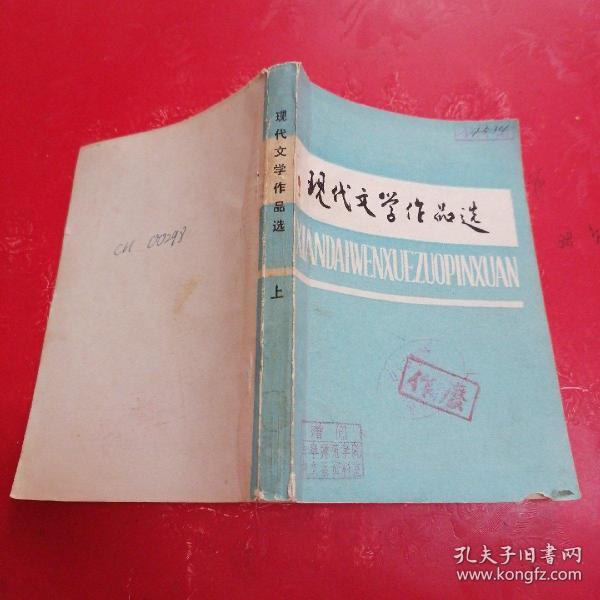 CH 00298
现代文学作品选
上
现代文学作品选
XIANDAIWENXUEZUOPINXUAN
作废
孔夫子旧书网
www.kongfz.com